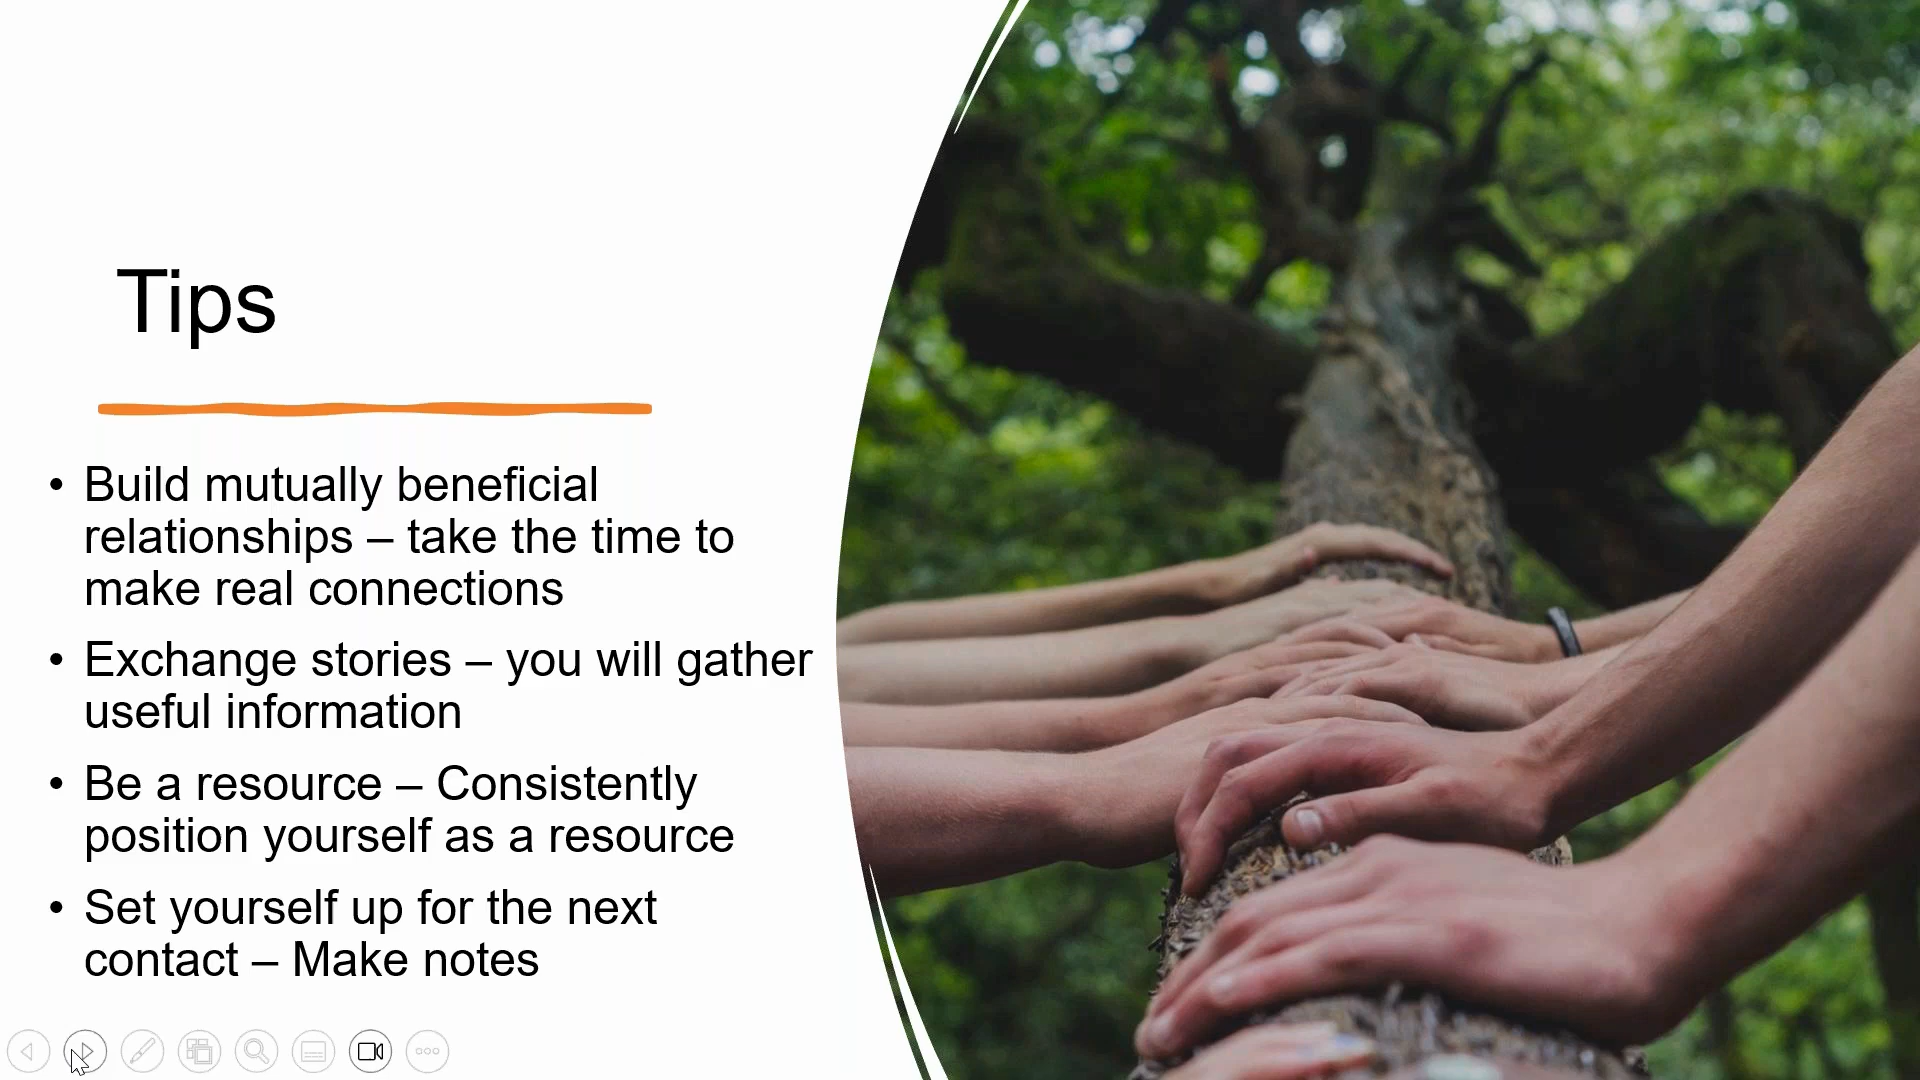 Tips
• Build mutually beneficial
relationships – take the time to
make real connections
• Exchange stories – you will gather
useful information
• Be a resource – Consistently
position yourself as a resource
• Set yourself up for the next
contact – Make notes